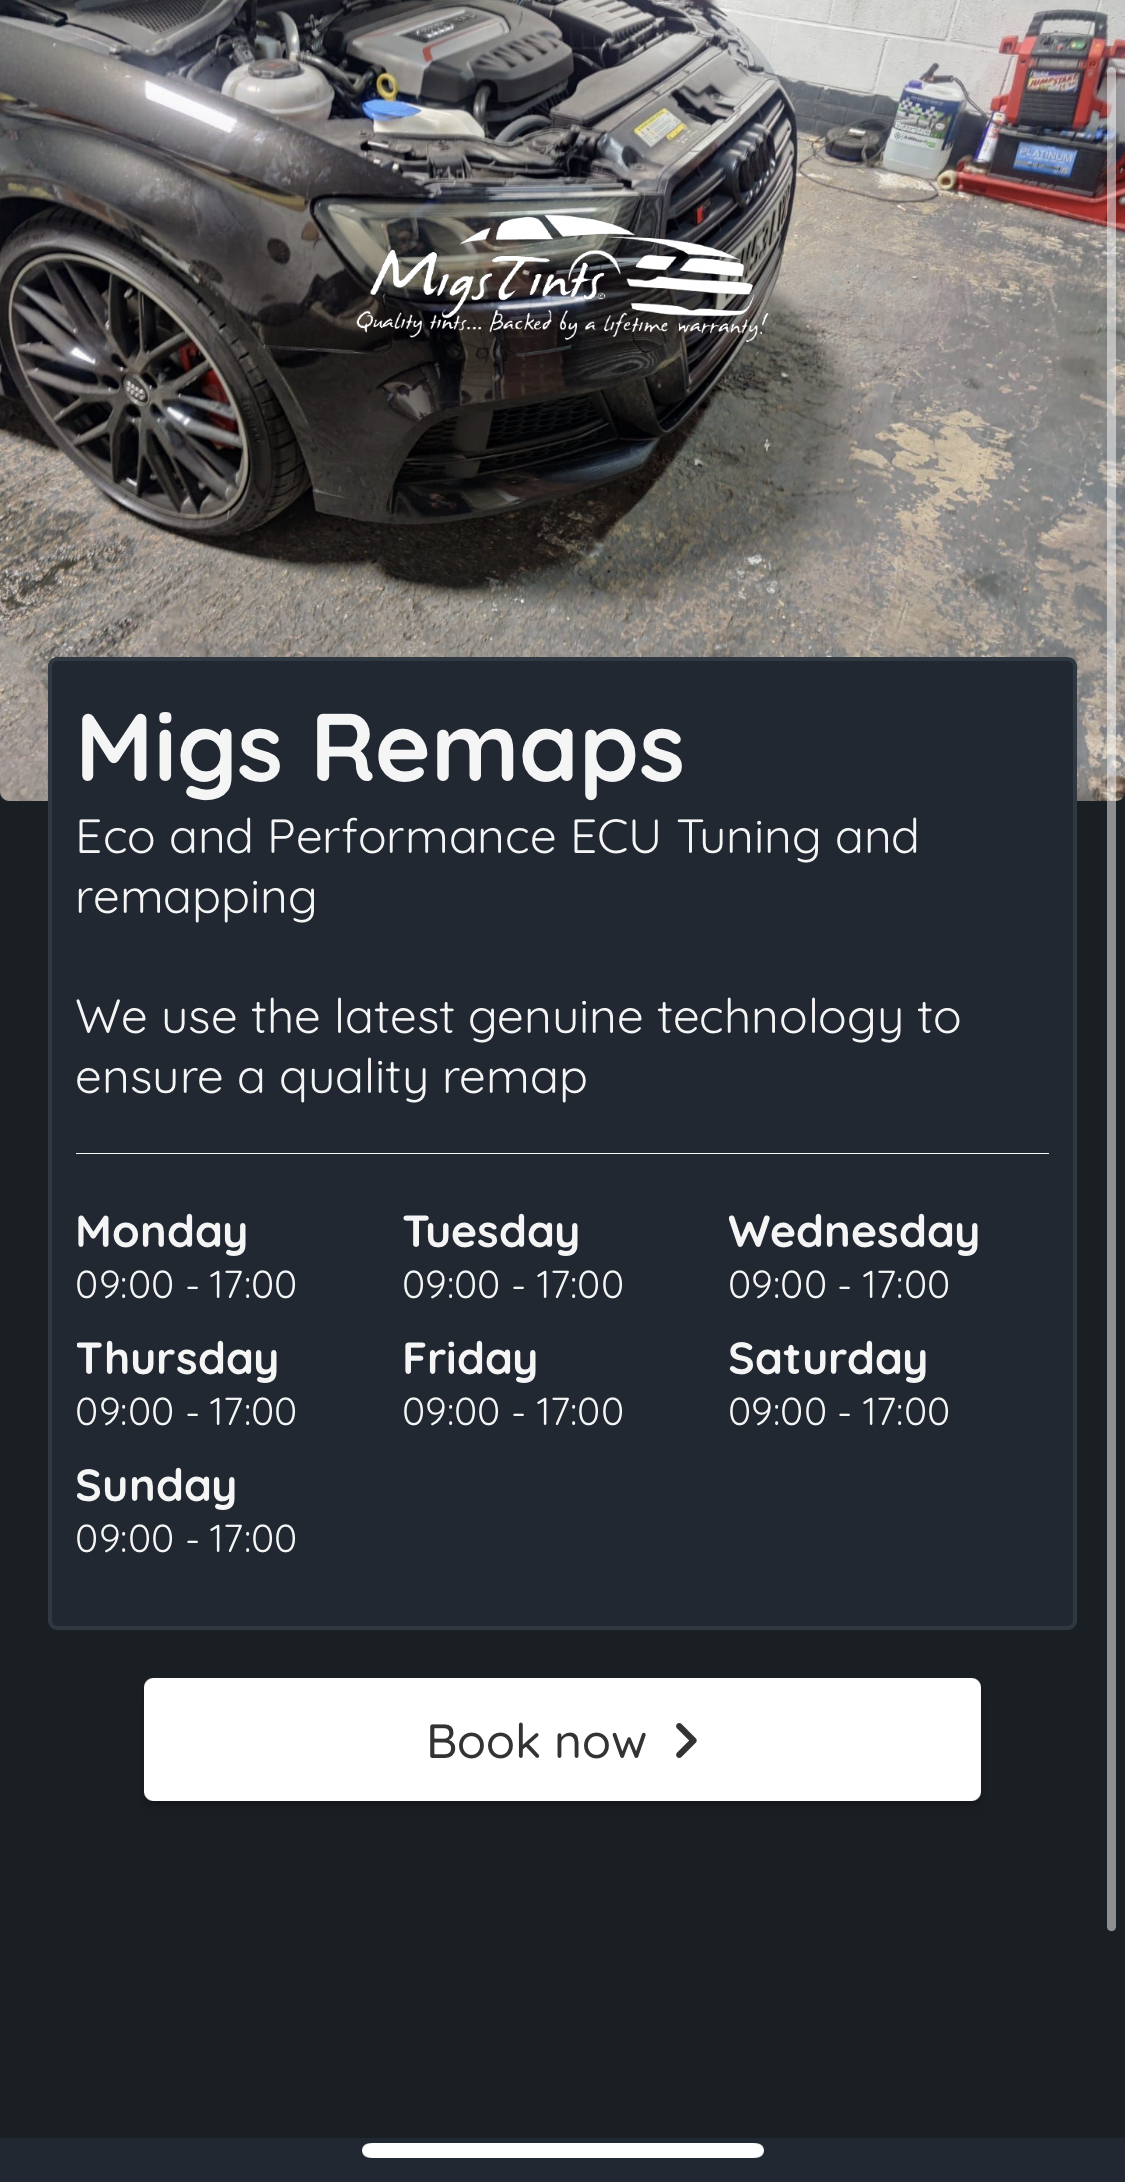 MigsTints
Quality tints... Backed by a lifetime warranty!
PLATINUM
Migs Remaps
Eco and Performance ECU Tuning and
remapping
We use the latest genuine technology to
ensure a quality remap
Monday
Tuesday
Wednesday
09:00 - 17:00
09:00 - 17:00
09:00 - 17:00
Thursday
Friday
Saturday
09:00 - 17:00
09:00 - 17:00
09:00 - 17:00
Sunday
09:00 - 17:00
Book now